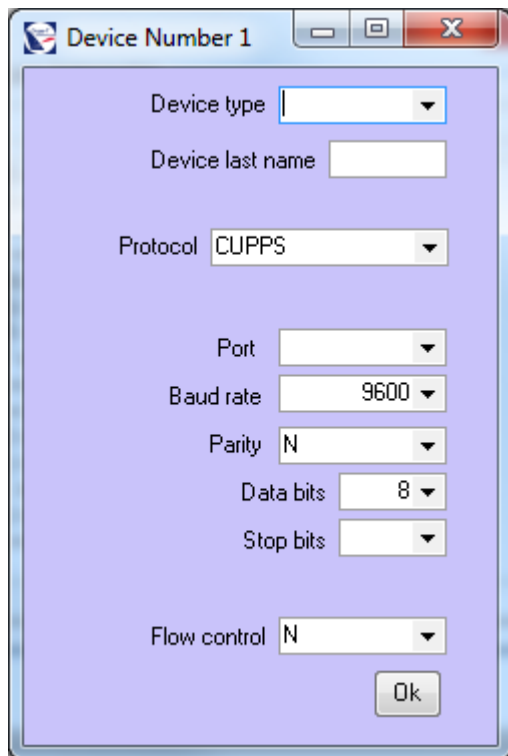 Device Number 1
Device type
Device last name
Protocol CUPPS
Port
Baud rate 9600
Parity N
Data bits 8
Stop bits
Flow control N
Ok